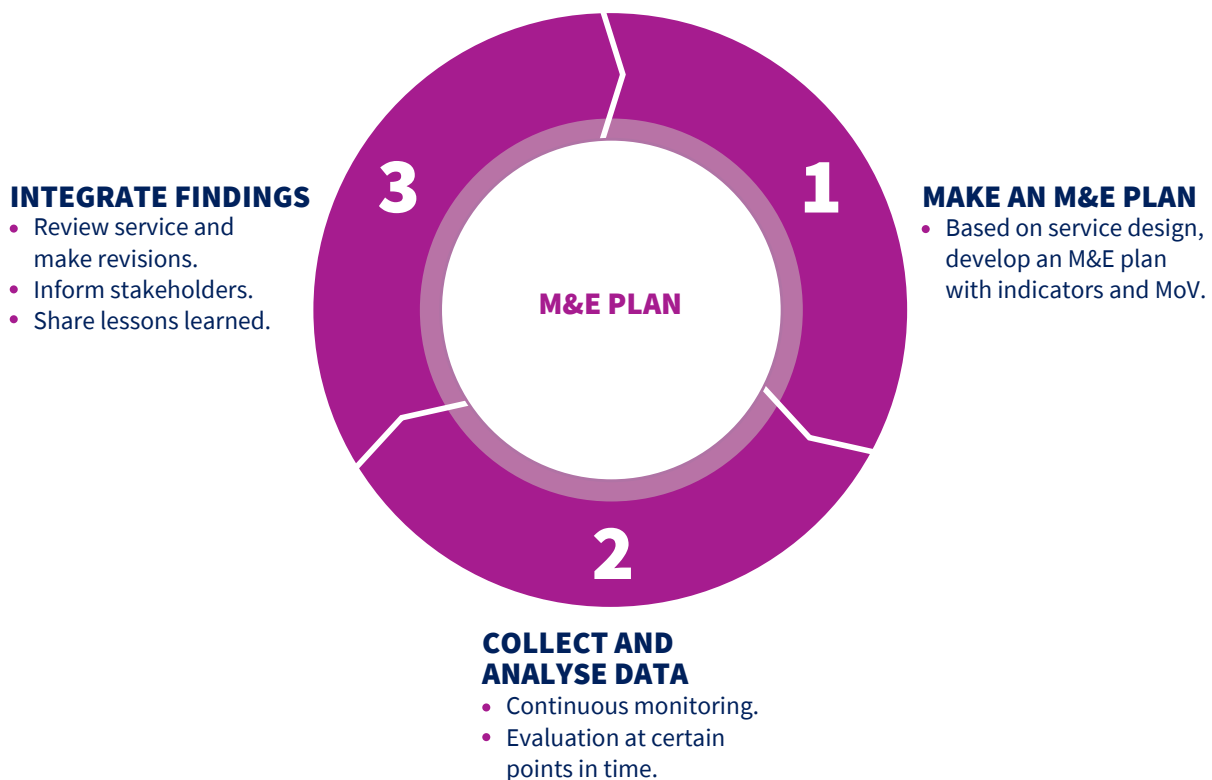 1
MAKE AN M&E PLAN
• Based on service design,
develop an M&E plan
with indicators and MoV.
2
COLLECT AND
ANALYSE DATA
• Continuous monitoring.
• Evaluation at certain
points in time.
3
INTEGRATE FINDINGS
• Review service and
make revisions.
• Inform stakeholders.
• Share lessons learned.
M&E PLAN